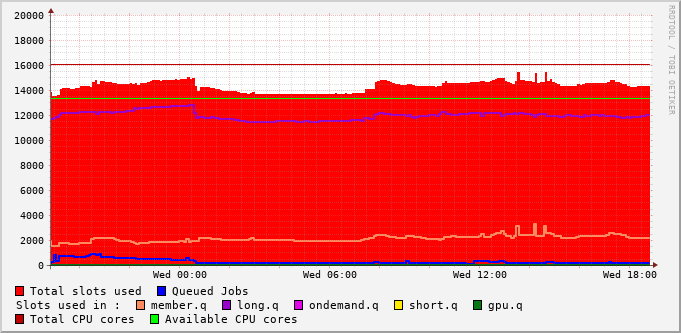 20000
18000
16000
14000
12000
10000
8000
6000
4000
2000
0
Wed 00:00 Wed 06:00 Wed 12:00 Wed 18:00
Total slots used Queued Jobs
Slots used in : member.q long.q ondemand.q short.q gpu.q
Total CPU cores Available CPU cores
RRDTOOL / TOBI OETIKER